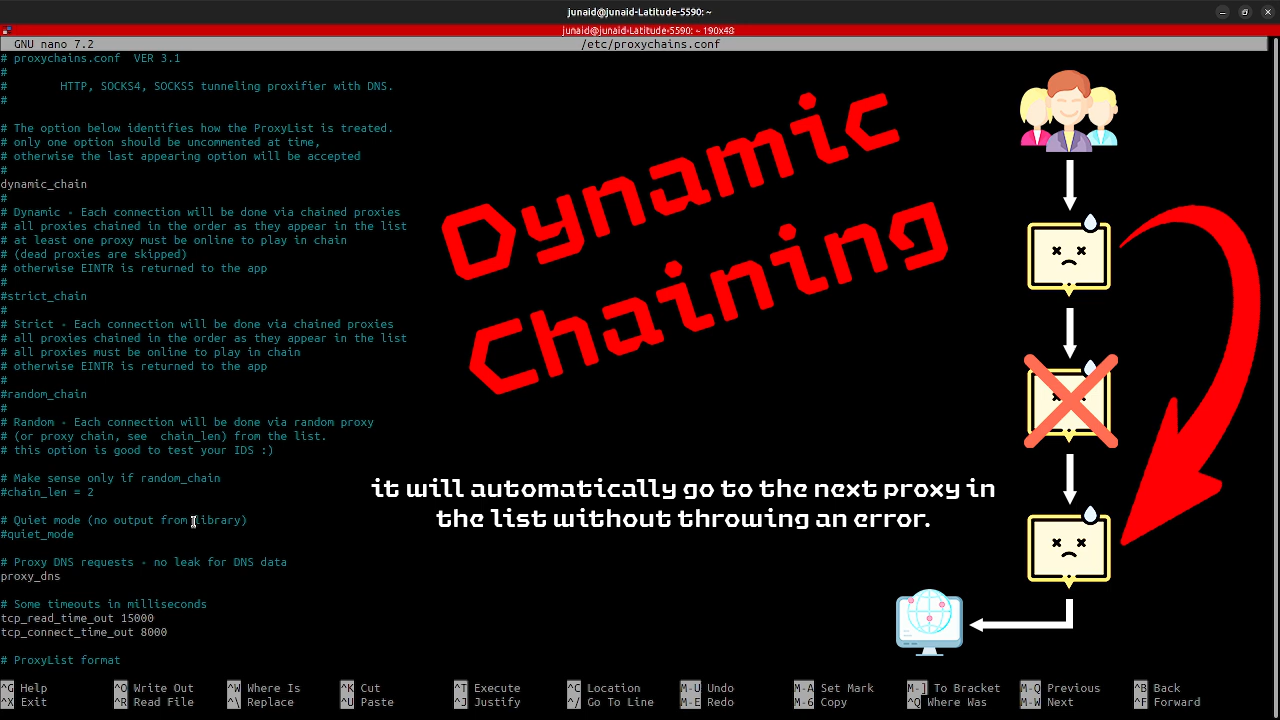 junaid@junaid-Latitude-5590: ~
junaid@junaid-Latitude-5590: ~ 190x48
GNU nano 7.2 /etc/proxychains.conf
# proxychains.conf  VER 3.1
#
#        HTTP, SOCKS4, SOCKS5 tunneling proxifier with DNS.
#
# The option below identifies how the ProxyList is treated.
# only one option should be uncommented at time,
# otherwise the last appearing option will be accepted
#
dynamic_chain
#
# Dynamic - Each connection will be done via chained proxies
# all proxies chained in the order as they appear in the list
# at least one proxy must be online to play in chain
# (dead proxies are skipped)
# otherwise EINTR is returned to the app
#
#strict_chain
#
# Strict - Each connection will be done via chained proxies
# all proxies chained in the order as they appear in the list
# all proxies must be online to play in chain
# otherwise EINTR is returned to the app
#
#random_chain
#
# Random - Each connection will be done via random proxy
# (or proxy chain, see  chain_len) from the list.
# this option is good to test your IDS :)
# Make sense only if random_chain
#chain_len = 2
# Quiet mode (no output from library)
#quiet_mode
# Proxy DNS requests - no leak for DNS data
proxy_dns
# Some timeouts in milliseconds
tcp_read_time_out 15000
tcp_connect_time_out 8000
# ProxyList format
Dynamic
Chaining
it will automatically go to the next proxy in
the list without throwing an error.
^G Help ^O Write Out ^W Where Is ^K Cut ^T Execute ^C Location M-U Undo M-A Set Mark M-] To Bracket M-Q Previous ^B Back
^X Exit ^R Read File ^\ Replace ^U Paste ^J Justify ^/ Go To Line M-E Redo M-6 Copy ^Q Where Was M-W Next ^F Forward